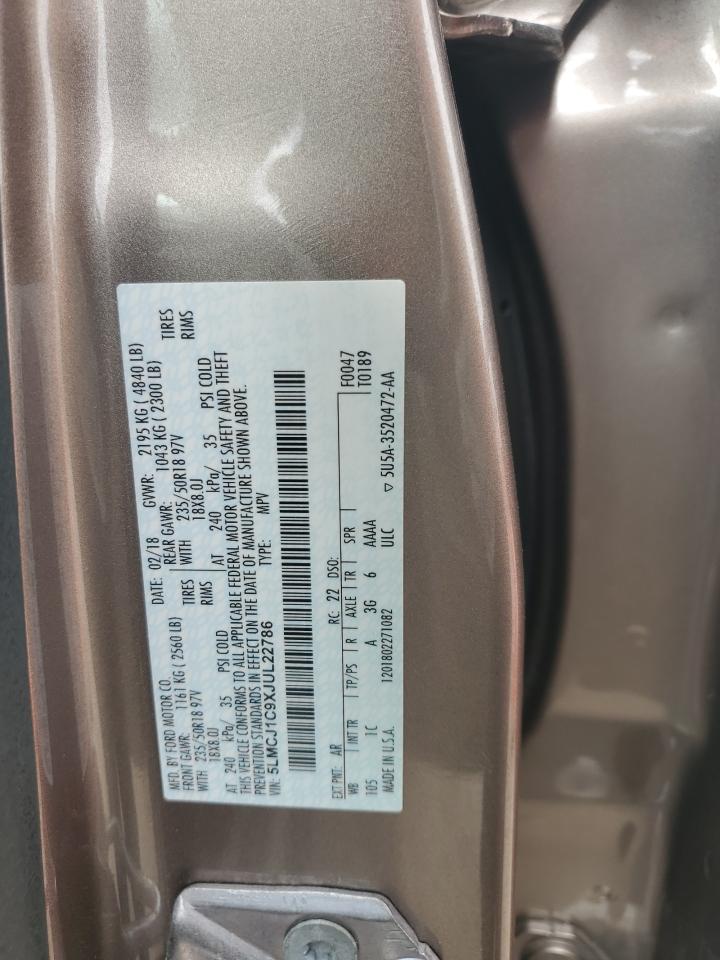 MFD. BY FORD MOTOR CO.
DATE: 02/18 GVWR: 2195 KG ( 4840 LB)
FRONT GAWR: 1161 KG ( 2560 LB) REAR GAWR: 1043 KG ( 2300 LB)
WITH 235/50R18 97V TIRES WITH 235/50R18 97V TIRES
18X8.0J RIMS 18X8.0J RIMS
AT 240 kPa/ 35 PSI COLD AT 240 kPa/ 35 PSI COLD
THIS VEHICLE CONFORMS TO ALL APPLICABLE FEDERAL MOTOR VEHICLE SAFETY AND THEFT
PREVENTION STANDARDS IN EFFECT ON THE DATE OF MANUFACTURE SHOWN ABOVE.
VIN: 5LMCJ1C9XJUL22786 TYPE: MPV
EXT PNT: AR RC: 22 DSO: F0047
WB INT TR TP/PS R AXLE TR SPR T0189
105 1C A 3G 6 AAAA
MADE IN U.S.A. 1201802271082 ULC ▽ 5U5A-3520472-AA